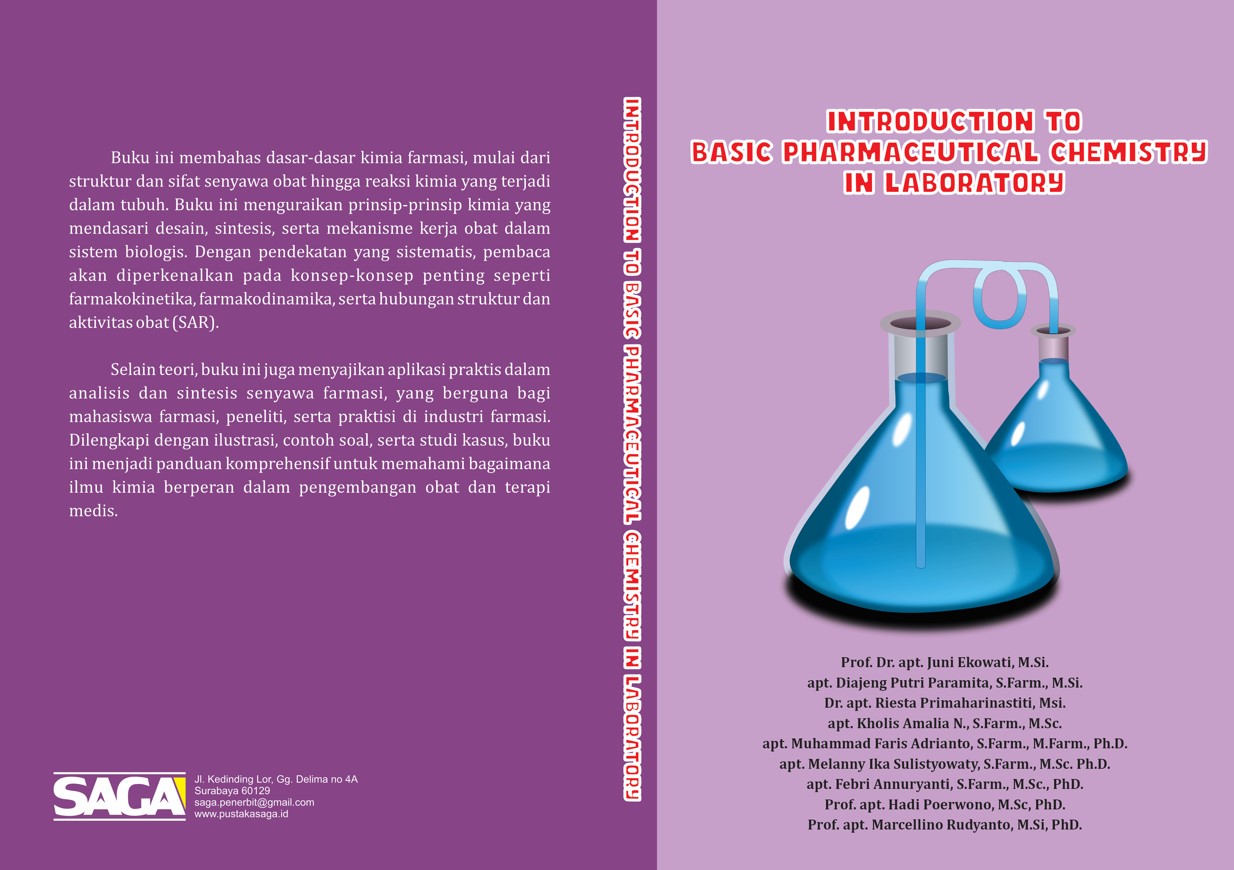 Buku ini membahas dasar-dasar kimia farmasi, mulai dari
struktur dan sifat senyawa obat hingga reaksi kimia yang terjadi
dalam tubuh. Buku ini menguraikan prinsip-prinsip kimia yang
mendasari desain, sintesis, serta mekanisme kerja obat dalam
sistem biologis. Dengan pendekatan yang sistematis, pembaca
akan diperkenalkan pada konsep-konsep penting seperti
farmakokinetika, farmakodinamika, serta hubungan struktur dan
aktivitas obat (SAR).
Selain teori, buku ini juga menyajikan aplikasi praktis dalam
analisis dan sintesis senyawa farmasi, yang berguna bagi
mahasiswa farmasi, peneliti, serta praktisi di industri farmasi.
Dilengkapi dengan ilustrasi, contoh soal, serta studi kasus, buku
ini menjadi panduan komprehensif untuk memahami bagaimana
ilmu kimia berperan dalam pengembangan obat dan terapi
medis.
SAGA
Jl. Kedinding Lor, Gg. Delima no 4A
Surabaya 60129
saga.penerbit@gmail.com
www.pustakasaga.id
INTRODUCTION TO BASIC PHARMACEUTICAL CHEMISTRY IN LABORATORY
INTRODUCTION TO
BASIC PHARMACEUTICAL CHEMISTRY
IN LABORATORY
Prof. Dr. apt. Juni Ekowati, M.Si.
apt. Diajeng Putri Paramita, S.Farm., M.Si.
Dr. apt. Riesta Primaharinastiti, Msi.
apt. Kholis Amalia N., S.Farm., M.Sc.
apt. Muhammad Faris Adrianto, S.Farm., M.Farm., Ph.D.
apt. Melanny Ika Sulistyowaty, S.Farm., M.Sc. Ph.D.
apt. Febri Annuryanti, S.Farm., M.Sc., PhD.
Prof. apt. Hadi Poerwono, M.Sc, PhD.
Prof. apt. Marcellino Rudyanto, M.Si, PhD.